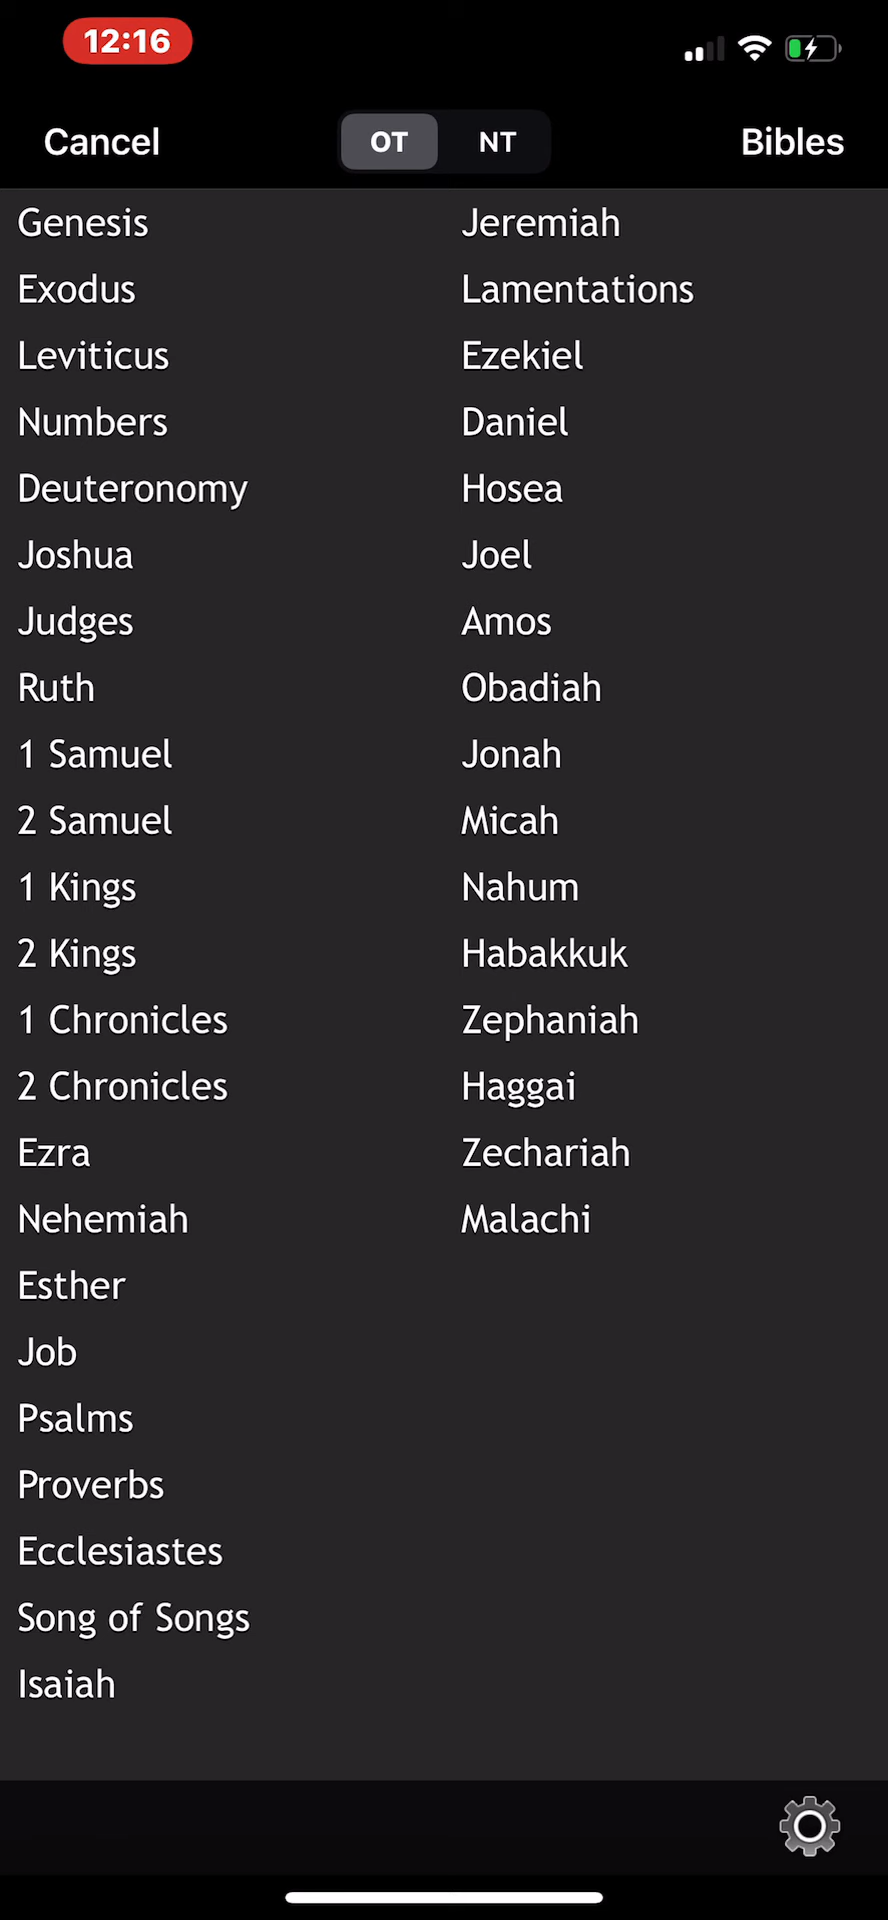 12:16
Cancel
OT
NT
Bibles
Genesis
Exodus
Leviticus
Numbers
Deuteronomy
Joshua
Judges
Ruth
1 Samuel
2 Samuel
1 Kings
2 Kings
1 Chronicles
2 Chronicles
Ezra
Nehemiah
Esther
Job
Psalms
Proverbs
Ecclesiastes
Song of Songs
Isaiah
Jeremiah
Lamentations
Ezekiel
Daniel
Hosea
Joel
Amos
Obadiah
Jonah
Micah
Nahum
Habakkuk
Zephaniah
Haggai
Zechariah
Malachi